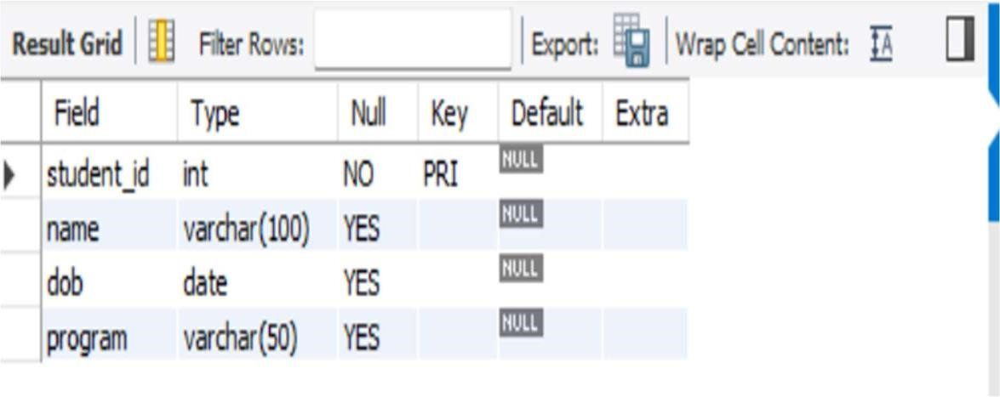 Result Grid Filter Rows: Export: Wrap Cell Content:
Field Type Null Key Default Extra
student_id int NO PRI NULL
name varchar(100) YES NULL
dob date YES NULL
program varchar(50) YES NULL